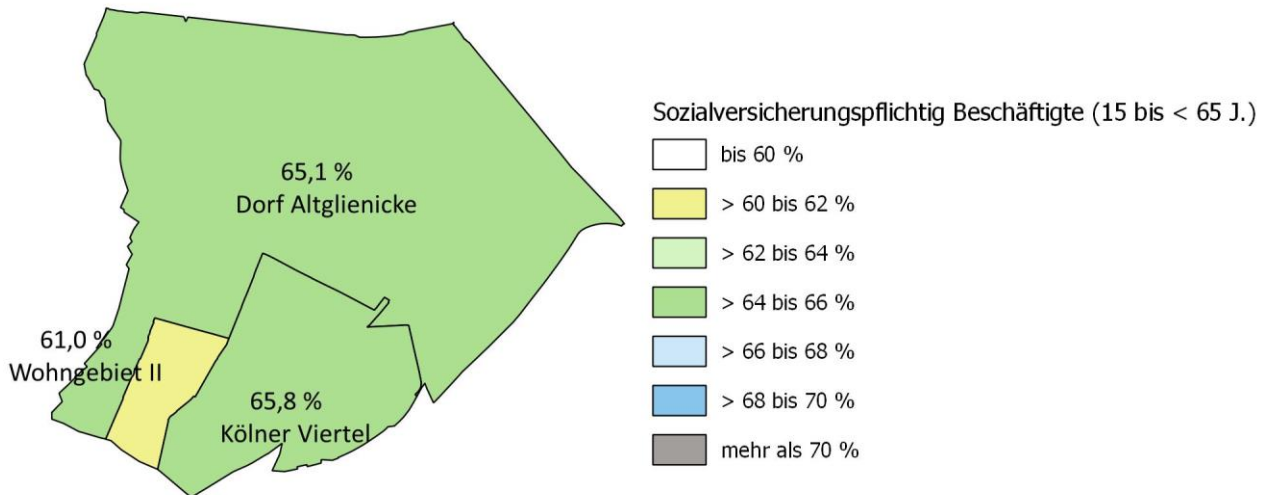 65,1 %
Dorf Altglienicke
61,0 %
Wohngebiet II
65,8 %
Kölner Viertel
Sozialversicherungspflichtig Beschäftigte (15 bis < 65 J.)
bis 60 %
> 60 bis 62 %
> 62 bis 64 %
> 64 bis 66 %
> 66 bis 68 %
> 68 bis 70 %
mehr als 70 %